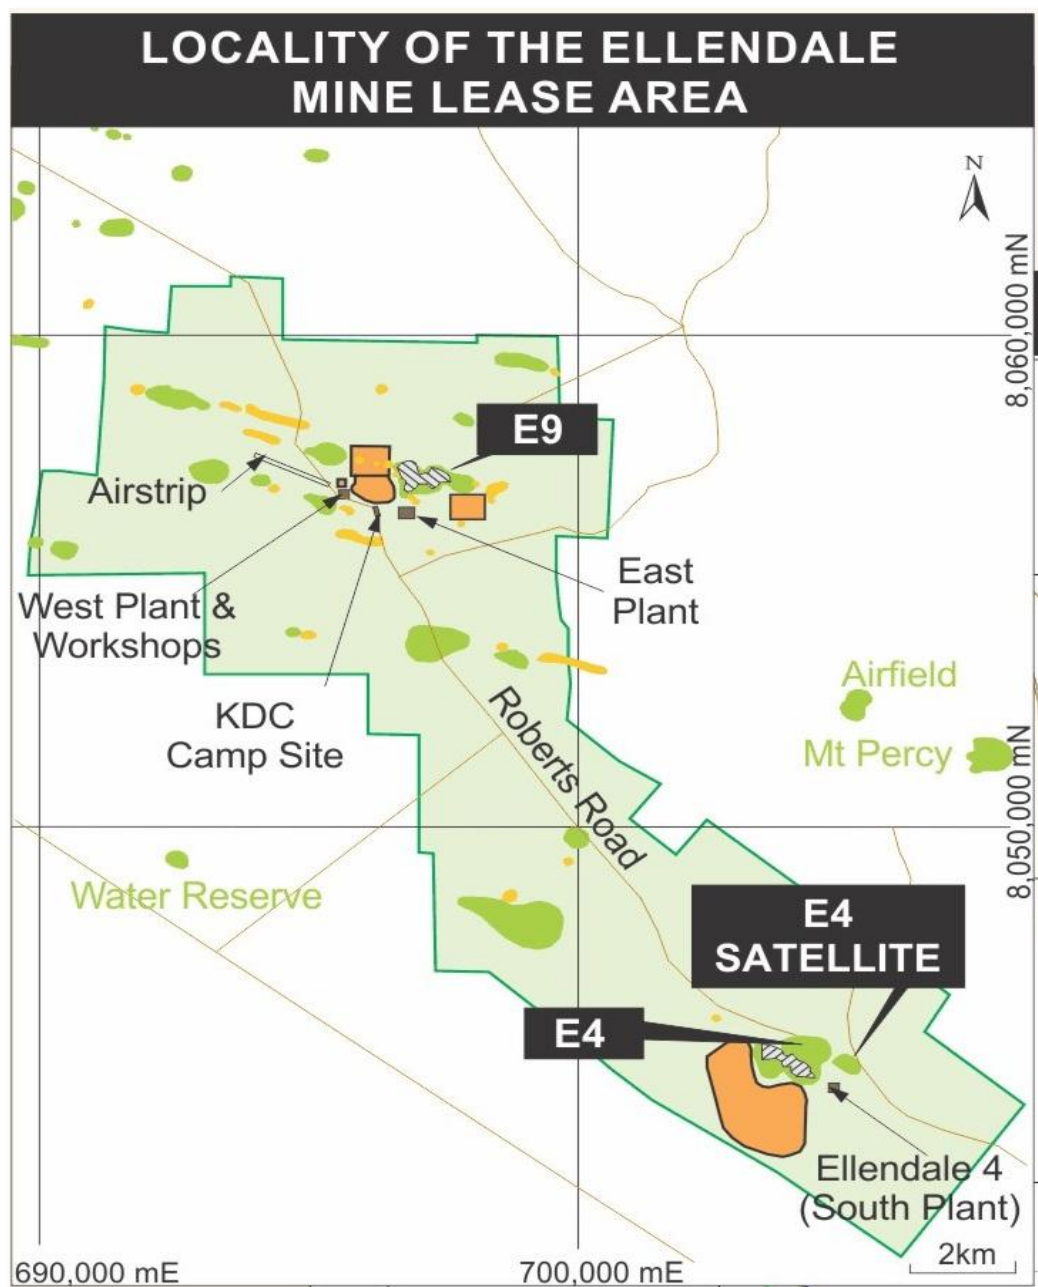 LOCALITY OF THE ELLENDALE
MINE LEASE AREA
N
8,060,000 mN
E9
Airstrip
East
Plant
West Plant &
Workshops
KDC
Camp Site
Roberts Road
Airfield
Mt Percy
8,050,000 mN
Water Reserve
E4
SATELLITE
E4
Ellendale 4
(South Plant)
2km
690,000 mE
700,000 mE